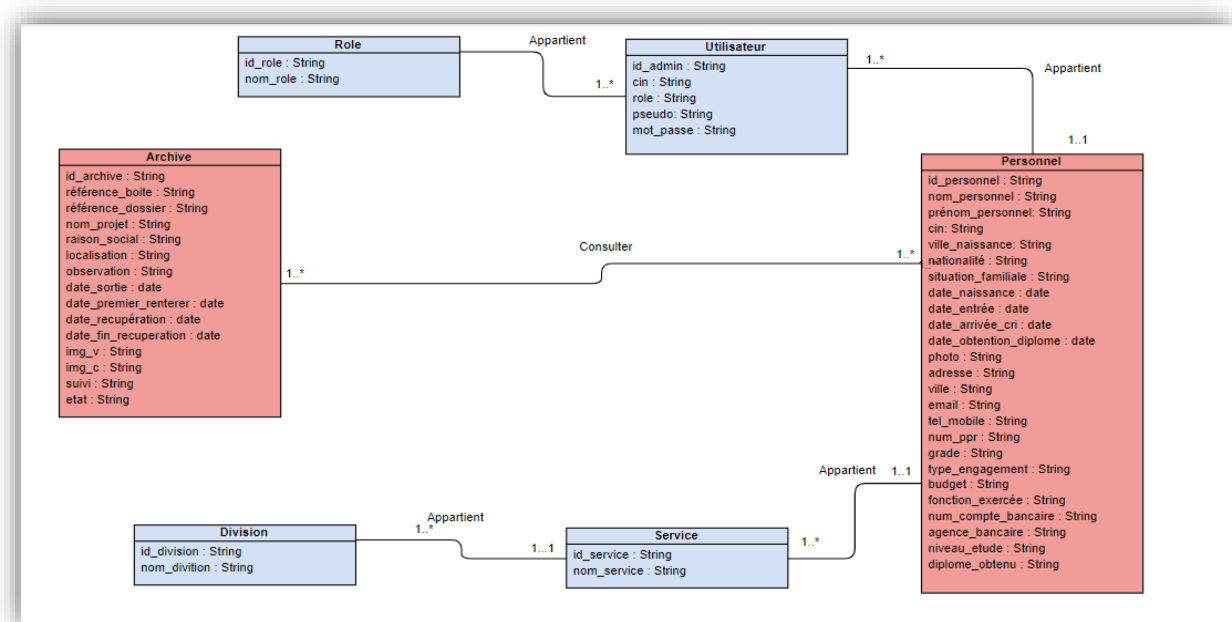 Role
id_role : String
nom_role : String
Appartient
1..*
Utilisateur
id_admin : String
cin : String
role : String
pseudo: String
mot_passe : String
1..*
Appartient
1..1
Archive
id_archive : String
référence_boite : String
référence_dossier : String
nom_projet : String
raison_social : String
localisation : String
observation : String
date_sortie : date
date_premier_renterer : date
date_recupération : date
date_fin_recuperation : date
img_v : String
img_c : String
suivi : String
etat : String
1..*
Consulter
1..*
Personnel
id_personnel : String
nom_personnel : String
prénom_personnel: String
cin: String
ville_naissance: String
nationalité : String
situation_familiale : String
date_naissance : date
date_entrée : date
date_arrivée_cri : date
date_obtention_diplome : date
photo : String
adresse : String
ville : String
email : String
tel_mobile : String
num_ppr : String
grade : String
type_engagement : String
budget : String
fonction_exercée : String
num_compte_bancaire : String
agence_bancaire : String
niveau_etude : String
diplome_obtenu : String
Appartient
1..1
1..*
Division
id_division : String
nom_divition : String
Appartient
1..*
1...1
Service
id_service : String
nom_service : String